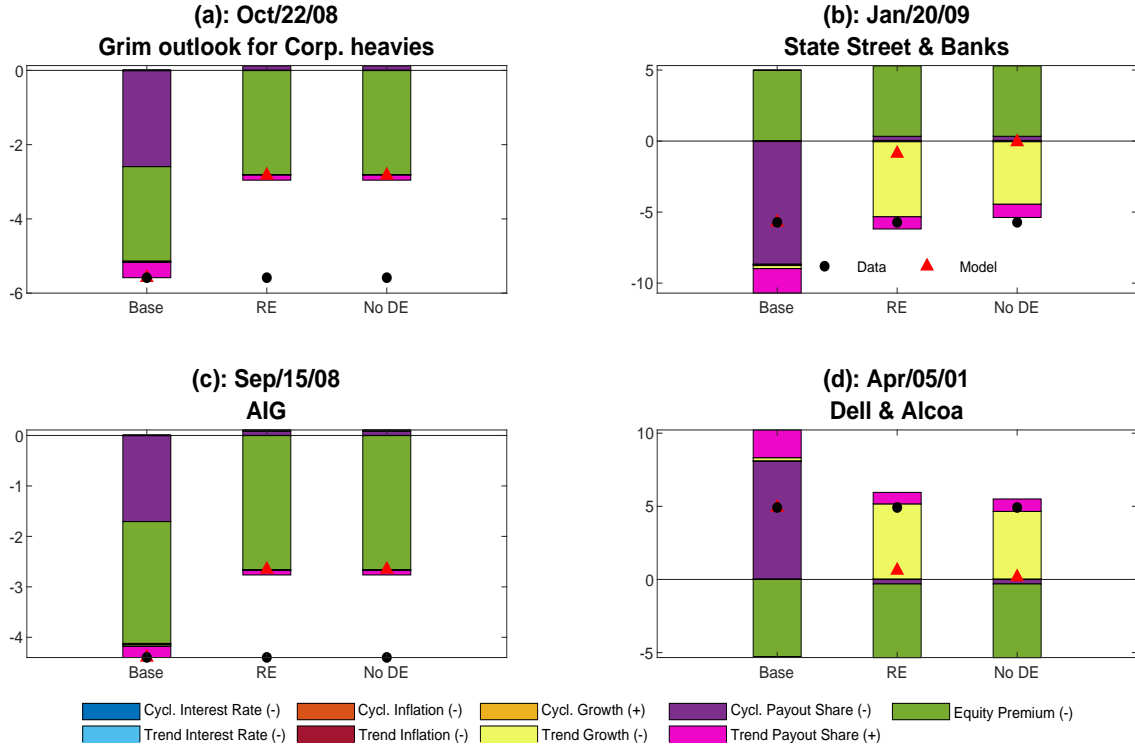 (a): Oct/22/08
Grim outlook for Corp. heavies
0
-2
-4
-6
Base
RE
No DE
(b): Jan/20/09
State Street & Banks
5
0
-5
-10
Data
Model
Base
RE
No DE
(c): Sep/15/08
AIG
0
-1
-2
-3
-4
Base
RE
No DE
(d): Apr/05/01
Dell & Alcoa
10
5
0
-5
Base
RE
No DE
Cycl. Interest Rate (-)
Cycl. Inflation (-)
Cycl. Growth (+)
Cycl. Payout Share (-)
Equity Premium (-)
Trend Interest Rate (-)
Trend Inflation (-)
Trend Growth (-)
Trend Payout Share (+)